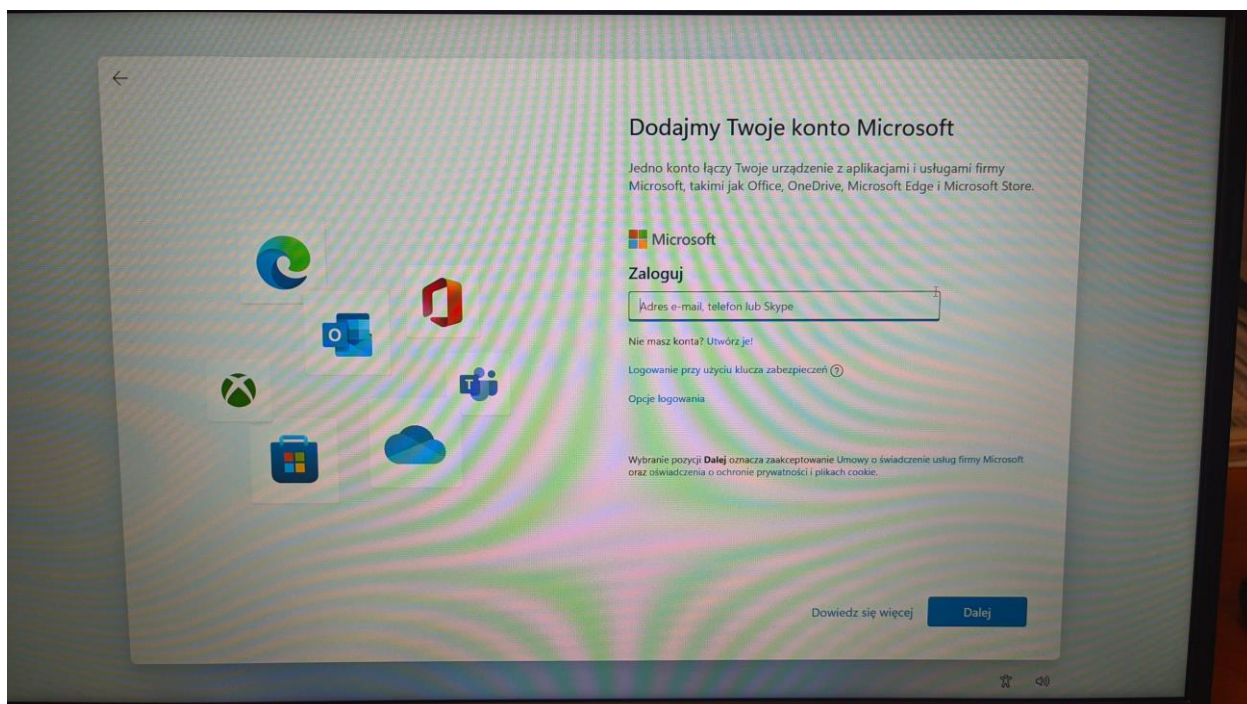 Dodajmy Twoje konto Microsoft
Jedno konto łączy Twoje urządzenie z aplikacjami i usługami firmy
Microsoft, takimi jak Office, OneDrive, Microsoft Edge i Microsoft Store.
Microsoft
Zaloguj
Adres e-mail, telefon lub Skype
Nie masz konta? Utwórz je!
Logowanie przy użyciu klucza zabezpieczeń
Opcje logowania
Wybranie pozycji Dalej oznacza zaakceptowanie Umowy o świadczenie usług firmy Microsoft
oraz oświadczenia o ochronie prywatności i plikach cookie.
Dowiedz się więcej
Dalej